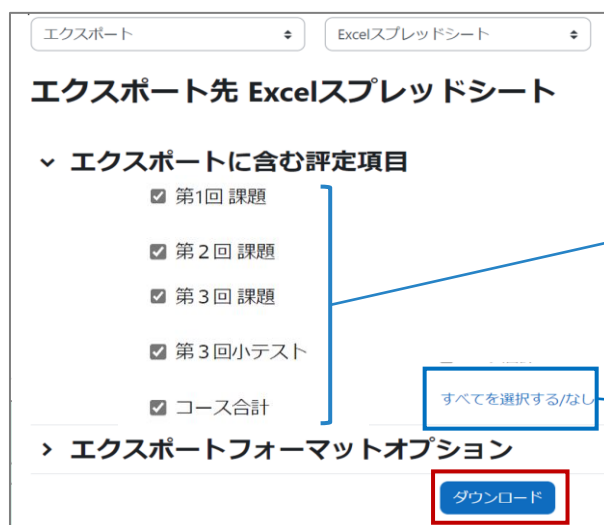 エクスポート Excelスプレッドシート
エクスポート先 Excelスプレッドシート
エクスポートに含む評定項目
第1回 課題
第２回 課題
第３回 課題
第３回小テスト
すべてを選択する/なし
コース合計
エクスポートフォーマットオプション
ダウンロード